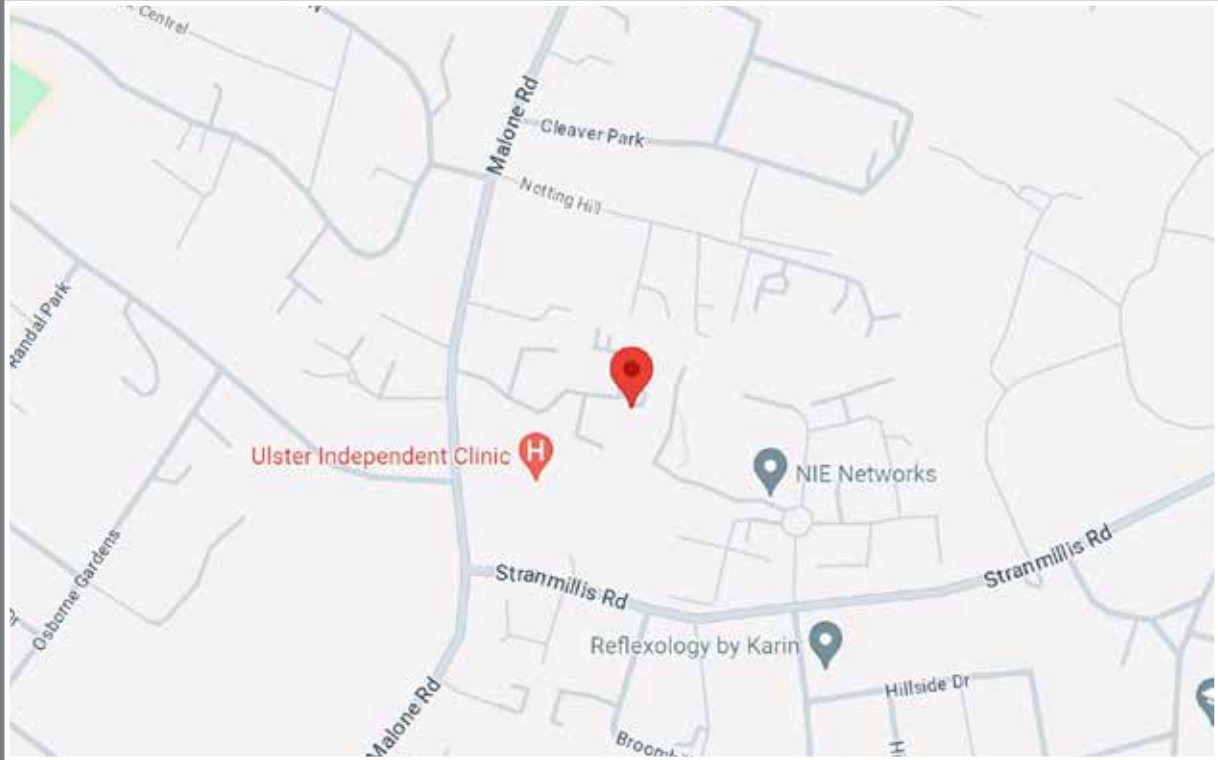 Centrel
Malone Rd
Cleaver Park
Notting Hill
Randal Park
Ulster Independent Clinic
H
NIE Networks
Osborne Gardens
Stranmillis Rd
Stranmillis Rd
Reflexology by Karin
Hillside Dr
Malone Rd